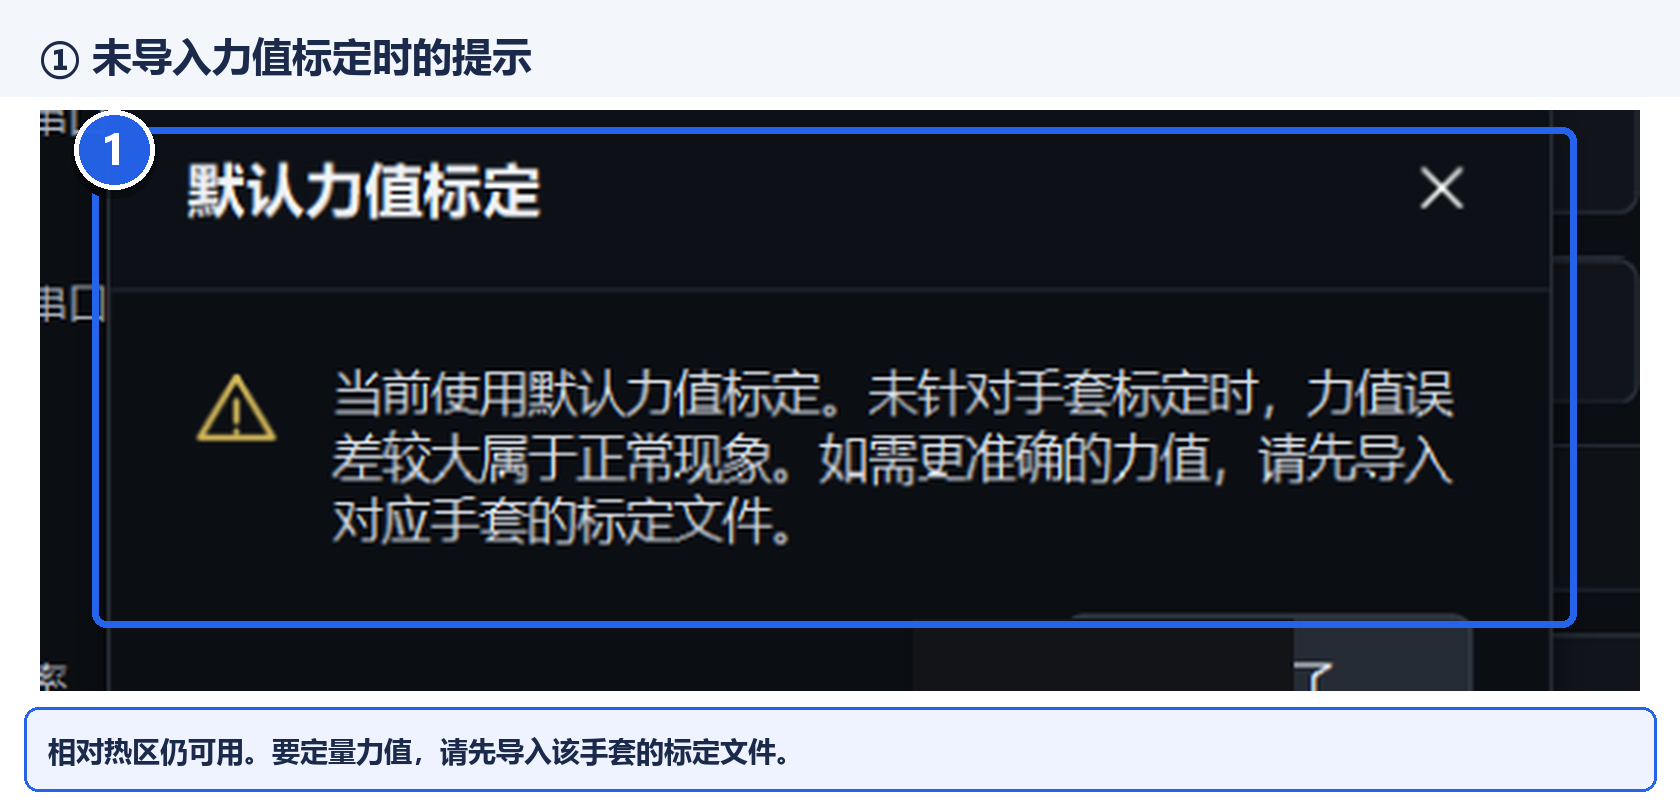 ① 未导入力值标定时的提示
1
默认力值标定
串口
当前使用默认力值标定。未针对手套标定时，力值误
差较大属于正常现象。如需更准确的力值，请先导入
对应手套的标定文件。
了
相对热区仍可用。要定量力值，请先导入该手套的标定文件。